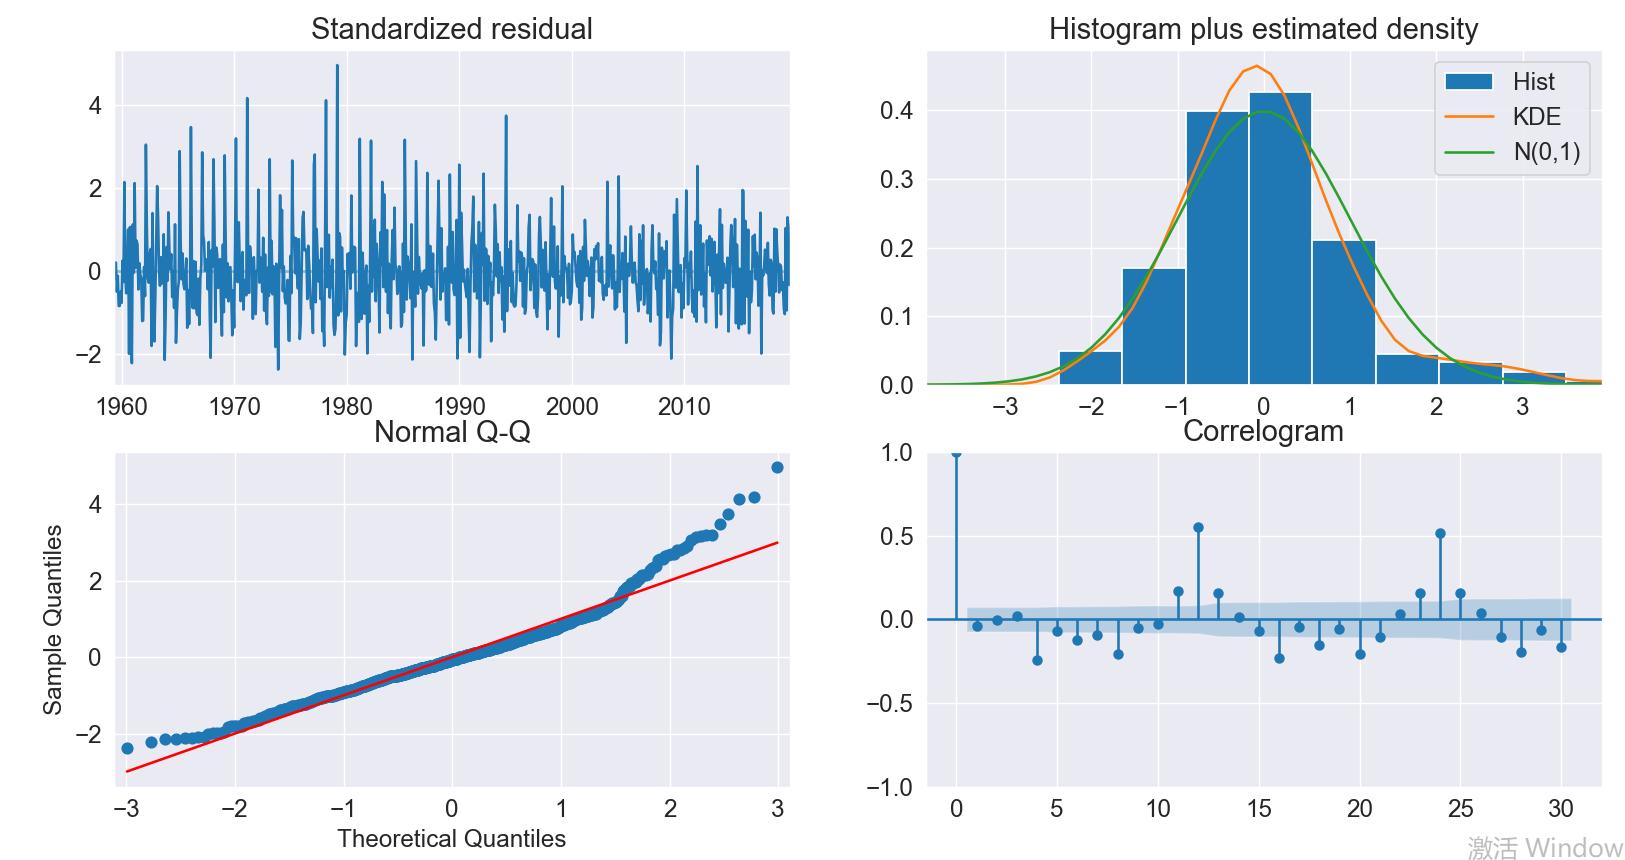 Standardized residual
4
2
0
−2
1960 1970 1980 1990 2000 2010
Histogram plus estimated density
Hist
KDE
N(0,1)
0.4
0.3
0.2
0.1
0.0
−3 −2 −1 0 1 2 3
Normal Q-Q
Sample Quantiles
4
2
0
−2
−3 −2 −1 0 1 2 3
Theoretical Quantiles
Correlogram
1.0
0.5
0.0
−0.5
−1.0
0 5 10 15 20 25 30
激活 Window